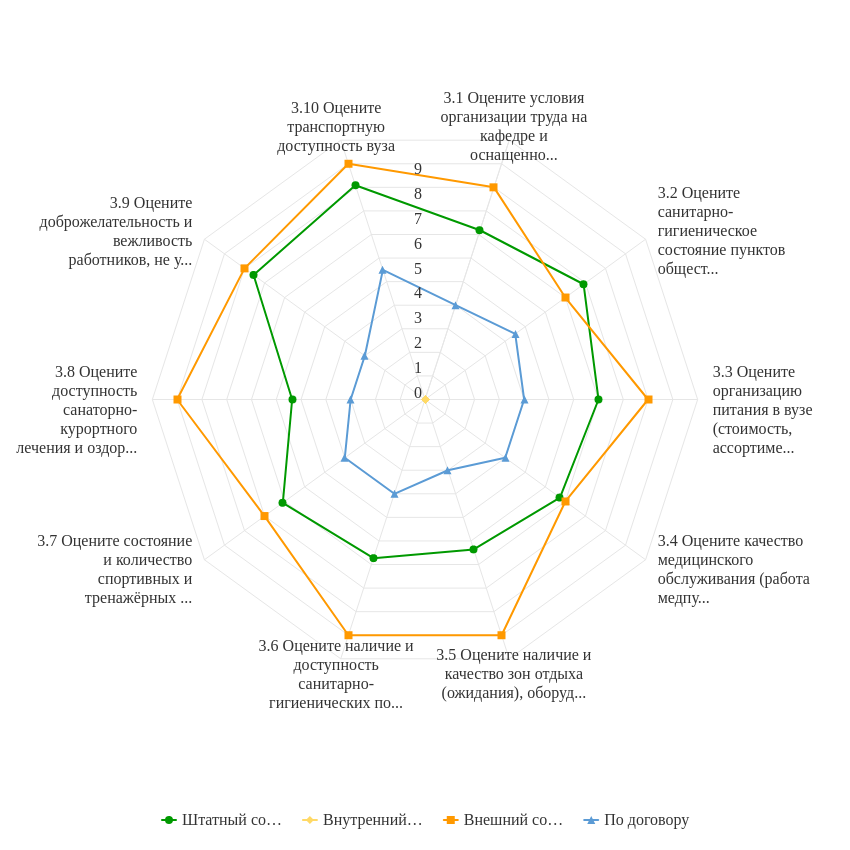 3.10 Оцените
транспортную
доступность вуза
3.1 Оцените условия
организации труда на
кафедре и
оснащенно...
3.2 Оцените
санитарно-
гигиеническое
состояние пунктов
общест...
3.3 Оцените
организацию
питания в вузе
(стоимость,
ассортиме...
3.4 Оцените качество
медицинского
обслуживания (работа
медпу...
3.5 Оцените наличие и
качество зон отдыха
(ожидания), оборуд...
3.6 Оцените наличие и
доступность
санитарно-
гигиенических по...
3.7 Оцените состояние
и количество
спортивных и
тренажёрных ...
3.8 Оцените
доступность
санаторно-
курортного
лечения и оздор...
3.9 Оцените
доброжелательность и
вежливость
работников, не у...
9
8
7
6
5
4
3
2
1
0
Штатный со…
Внутренний…
Внешний со…
По договору